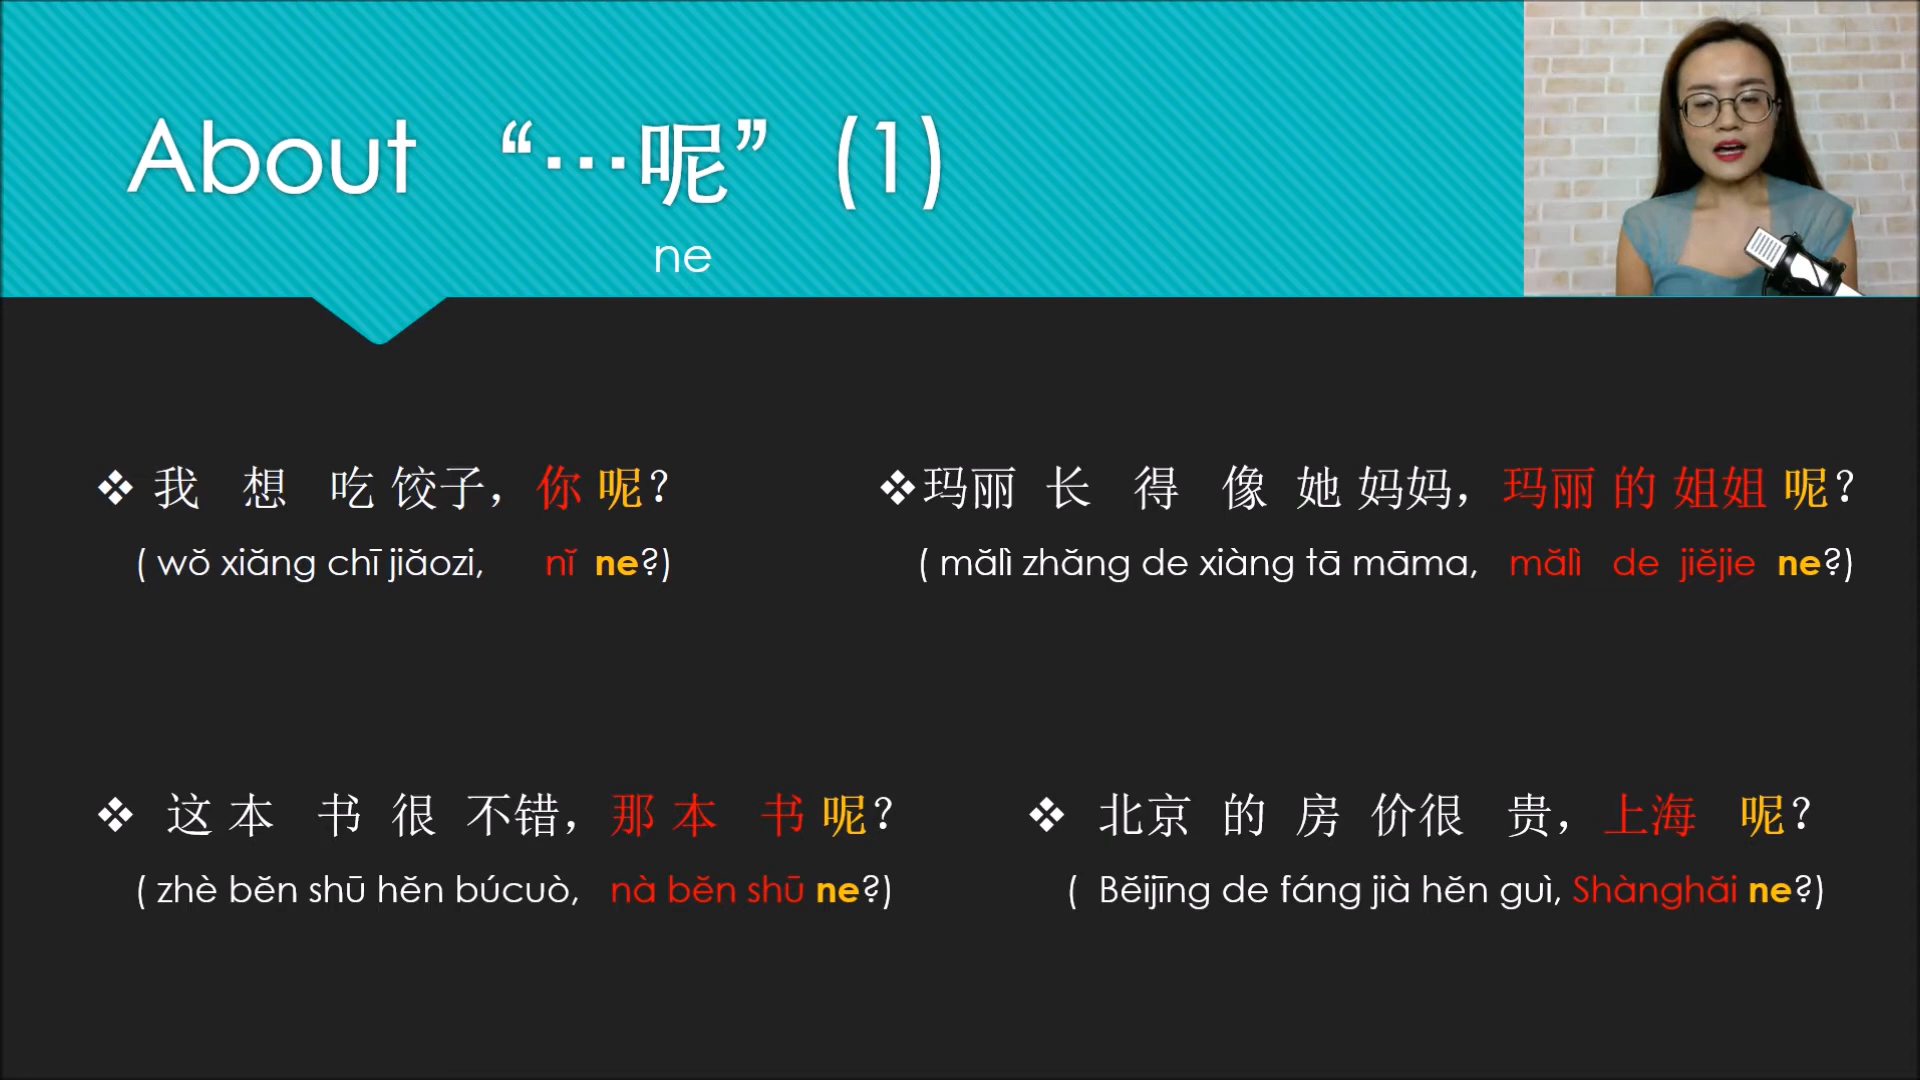 About “…呢” (1)
ne
❖ 我 想 吃 饺子，你 呢？
( wǒ xiǎng chī jiǎozi, nǐ ne?)
❖ 玛丽 长 得 像 她 妈妈，玛丽 的 姐姐 呢？
( mǎlì zhǎng de xiàng tā māma, mǎlì de jiějie ne?)
❖ 这 本 书 很 不错，那 本 书 呢？
( zhè běn shū hěn búcuò, nà běn shū ne?)
❖ 北京 的 房 价很 贵，上海 呢？
( Běijīng de fáng jià hěn guì, Shànghǎi ne?)